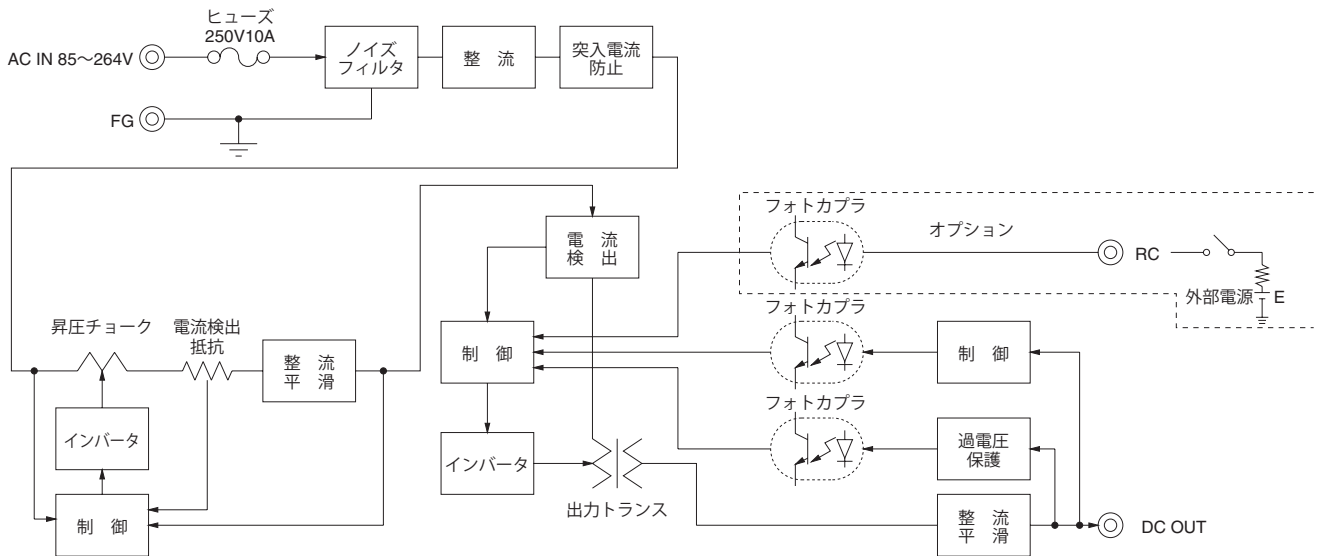 ヒューズ
250V10A
AC IN 85～264V
ノイズ
フィルタ
整 流
突入電流
防止
FG
フォトカプラ
オプション
RC
外部電源
E
電 流
検 出
昇圧チョーク
電流検出
抵抗
整 流
平 滑
制 御
フォトカプラ
制 御
フォトカプラ
インバータ
インバータ
過電圧
保護
出力トランス
制 御
整 流
平 滑
DC OUT